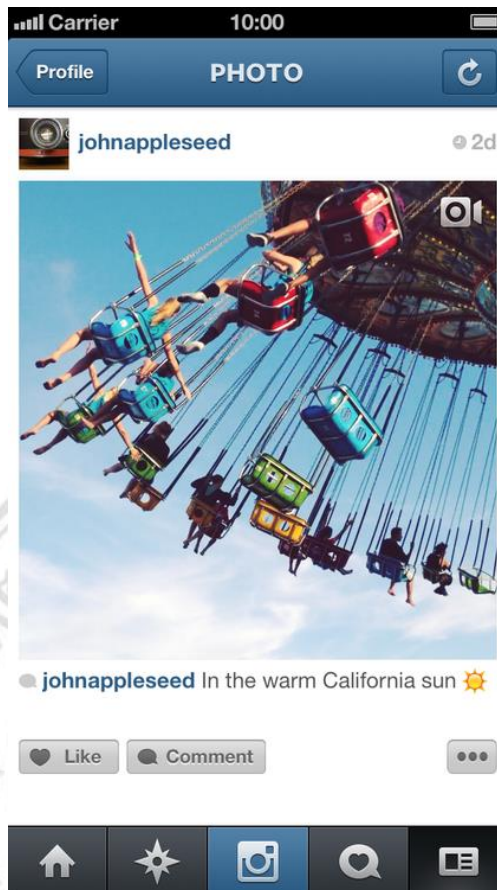 Carrier 10:00
Profile PHOTO
johnappleseed 2d
johnappleseed In the warm California sun ☀️
Like Comment